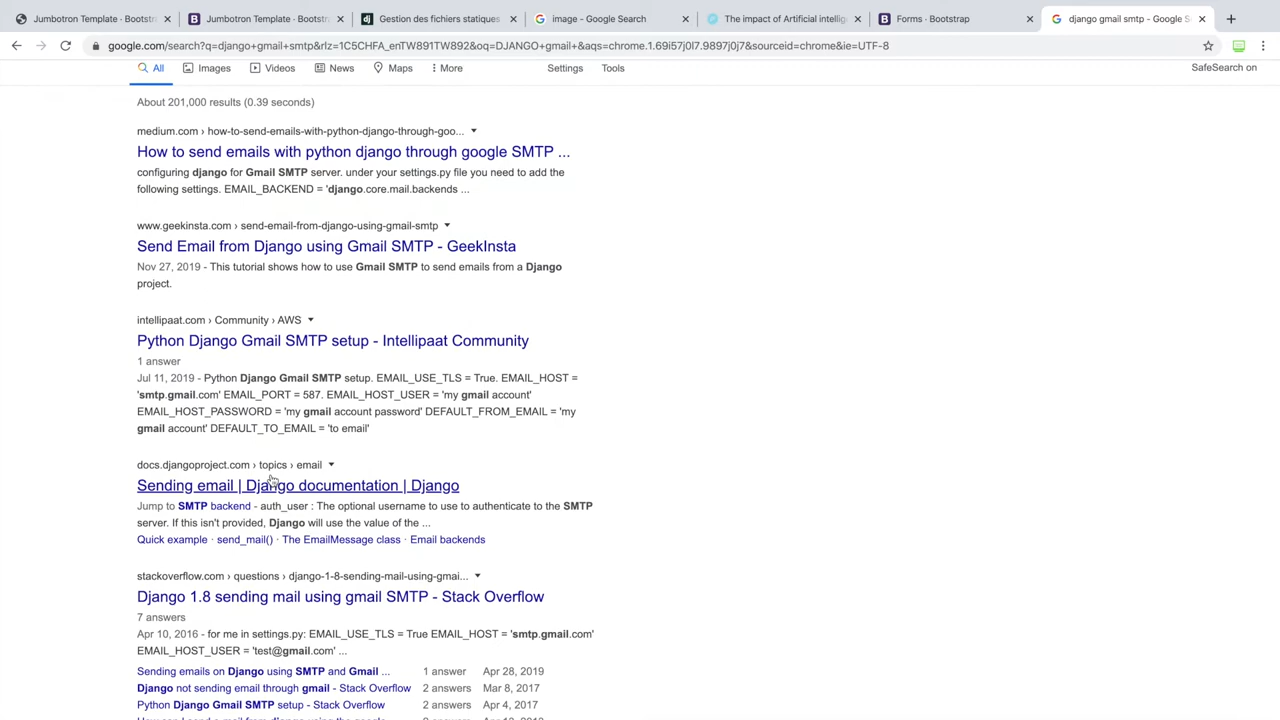 Jumbotron Template · Bootst
Jumbotron Template · Bootst
Gestion des fichiers statiques
image - Google Search
The impact of Artificial intellig
Forms · Bootstrap
django gmail smtp - Google S
google.com/search?q=django+gmail+smtp&rlz=1C5CHFA_enTW891TW892&oq=DJANGO+gmail+&aqs=chrome.1.69i57j0l7.9897j0j7&sourceid=chrome&ie=UTF-8
All Images Videos News Maps More Settings Tools SafeSearch on
About 201,000 results (0.39 seconds)
medium.com › how-to-send-emails-with-python-django-through-goo...
How to send emails with python django through google SMTP ...
configuring django for Gmail SMTP server. under your settings.py file you need to add the
following settings. EMAIL_BACKEND = 'django.core.mail.backends ...
www.geekinsta.com › send-email-from-django-using-gmail-smtp
Send Email from Django using Gmail SMTP - GeekInsta
Nov 27, 2019 - This tutorial shows how to use Gmail SMTP to send emails from a Django
project.
intellipaat.com › Community › AWS
Python Django Gmail SMTP setup - Intellipaat Community
1 answer
Jul 11, 2019 - Python Django Gmail SMTP setup. EMAIL_USE_TLS = True. EMAIL_HOST =
'smtp.gmail.com' EMAIL_PORT = 587. EMAIL_HOST_USER = 'my gmail account'
EMAIL_HOST_PASSWORD = 'my gmail account password' DEFAULT_FROM_EMAIL = 'my
gmail account' DEFAULT_TO_EMAIL = 'to email'
docs.djangoproject.com › topics › email
Sending email | Django documentation | Django
Jump to SMTP backend - auth_user : The optional username to use to authenticate to the SMTP
server. If this isn't provided, Django will use the value of the ...
Quick example · send_mail() · The EmailMessage class · Email backends
stackoverflow.com › questions › django-1-8-sending-mail-using-gmai...
Django 1.8 sending mail using gmail SMTP - Stack Overflow
7 answers
Apr 10, 2016 - for me in settings.py: EMAIL_USE_TLS = True EMAIL_HOST = 'smtp.gmail.com'
EMAIL_HOST_USER = 'test@gmail.com' ...
Sending emails on Django using SMTP and Gmail ... 1 answer Apr 28, 2019
Django not sending email through gmail - Stack Overflow 2 answers Mar 8, 2017
Python Django Gmail SMTP setup - Stack Overflow 2 answers Apr 4, 2017